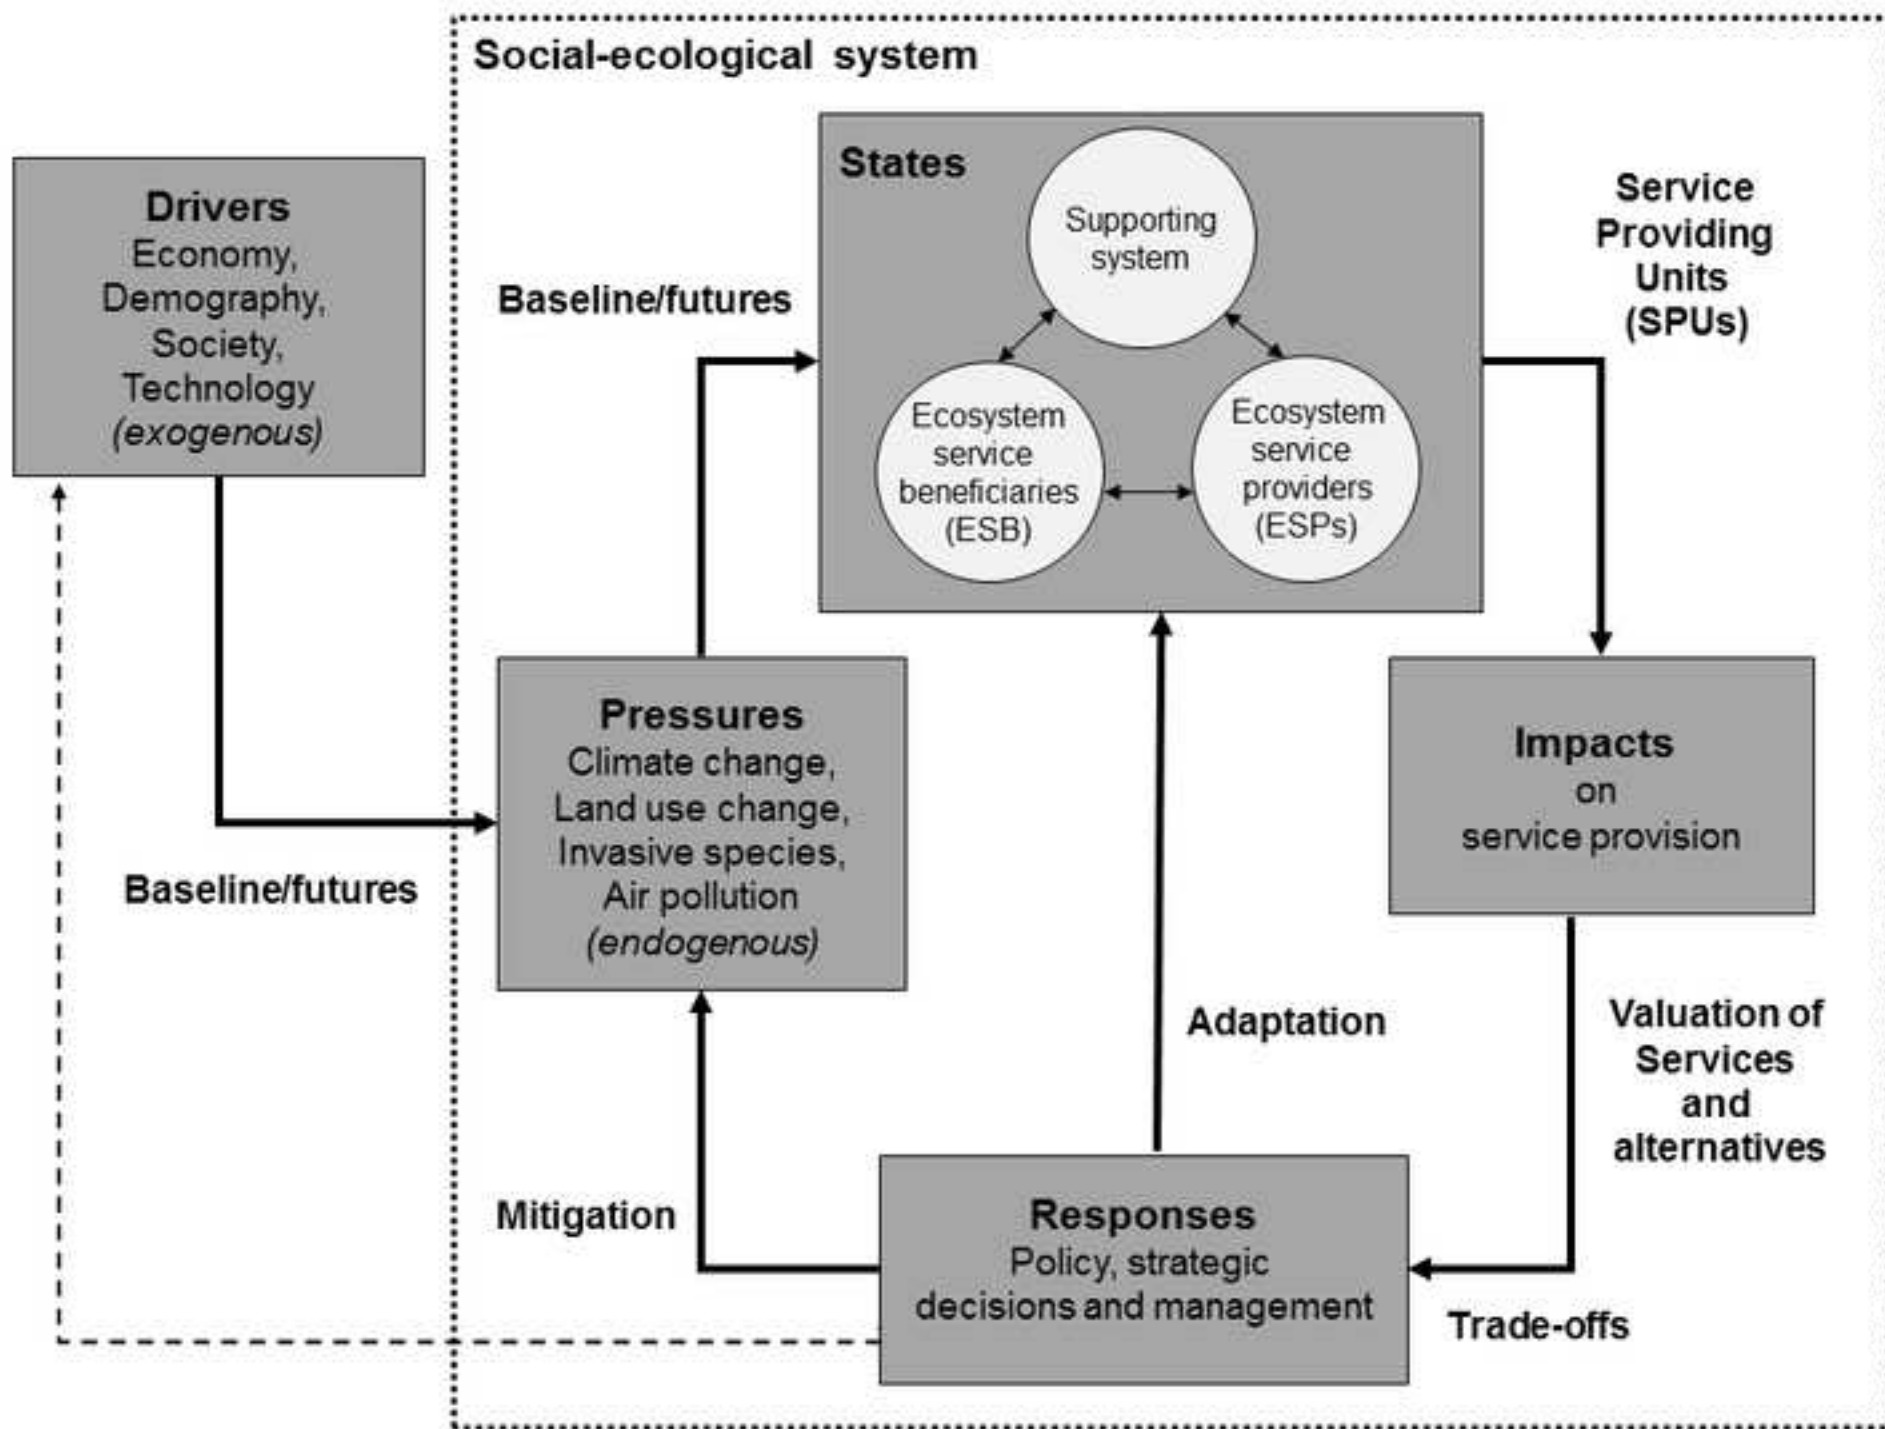 Social-ecological system
Drivers
Economy,
Demography,
Society,
Technology
(exogenous)
Baseline/futures
States
Supporting
system
Ecosystem
service
beneficiaries
(ESB)
Ecosystem
service
providers
(ESPs)
Service
Providing
Units
(SPUs)
Baseline/futures
Pressures
Climate change,
Land use change,
Invasive species,
Air pollution
(endogenous)
Impacts
on
service provision
Adaptation
Valuation of
Services
and
alternatives
Mitigation
Responses
Policy, strategic
decisions and management
Trade-offs